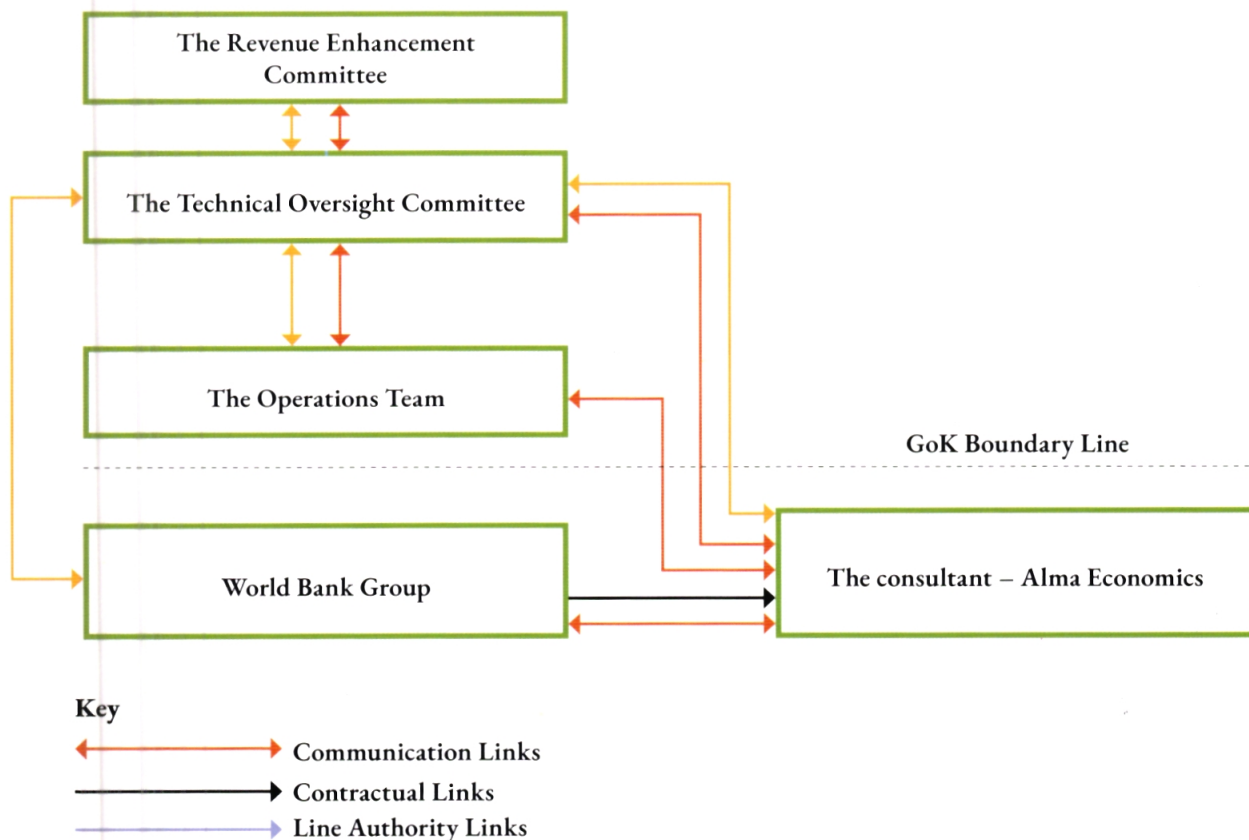 The Revenue Enhancement
Committee
The Technical Oversight Committee
The Operations Team
GoK Boundary Line
World Bank Group
The consultant – Alma Economics
Key
Communication Links
Contractual Links
Line Authority Links